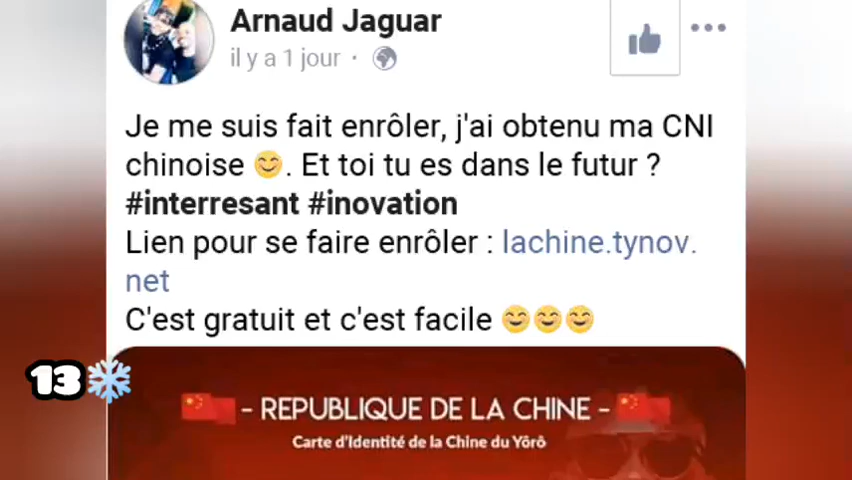 Arnaud Jaguar
il y a 1 jour ·
Je me suis fait enrôler, j'ai obtenu ma CNI
chinoise 😊. Et toi tu es dans le futur ?
#interresant #inovation
Lien pour se faire enrôler : lachine.tynov.
net
C'est gratuit et c'est facile 😊😊😊
13❄️
- REPUBLIQUE DE LA CHINE -
Carte d'Identité de la Chine du Yôrô